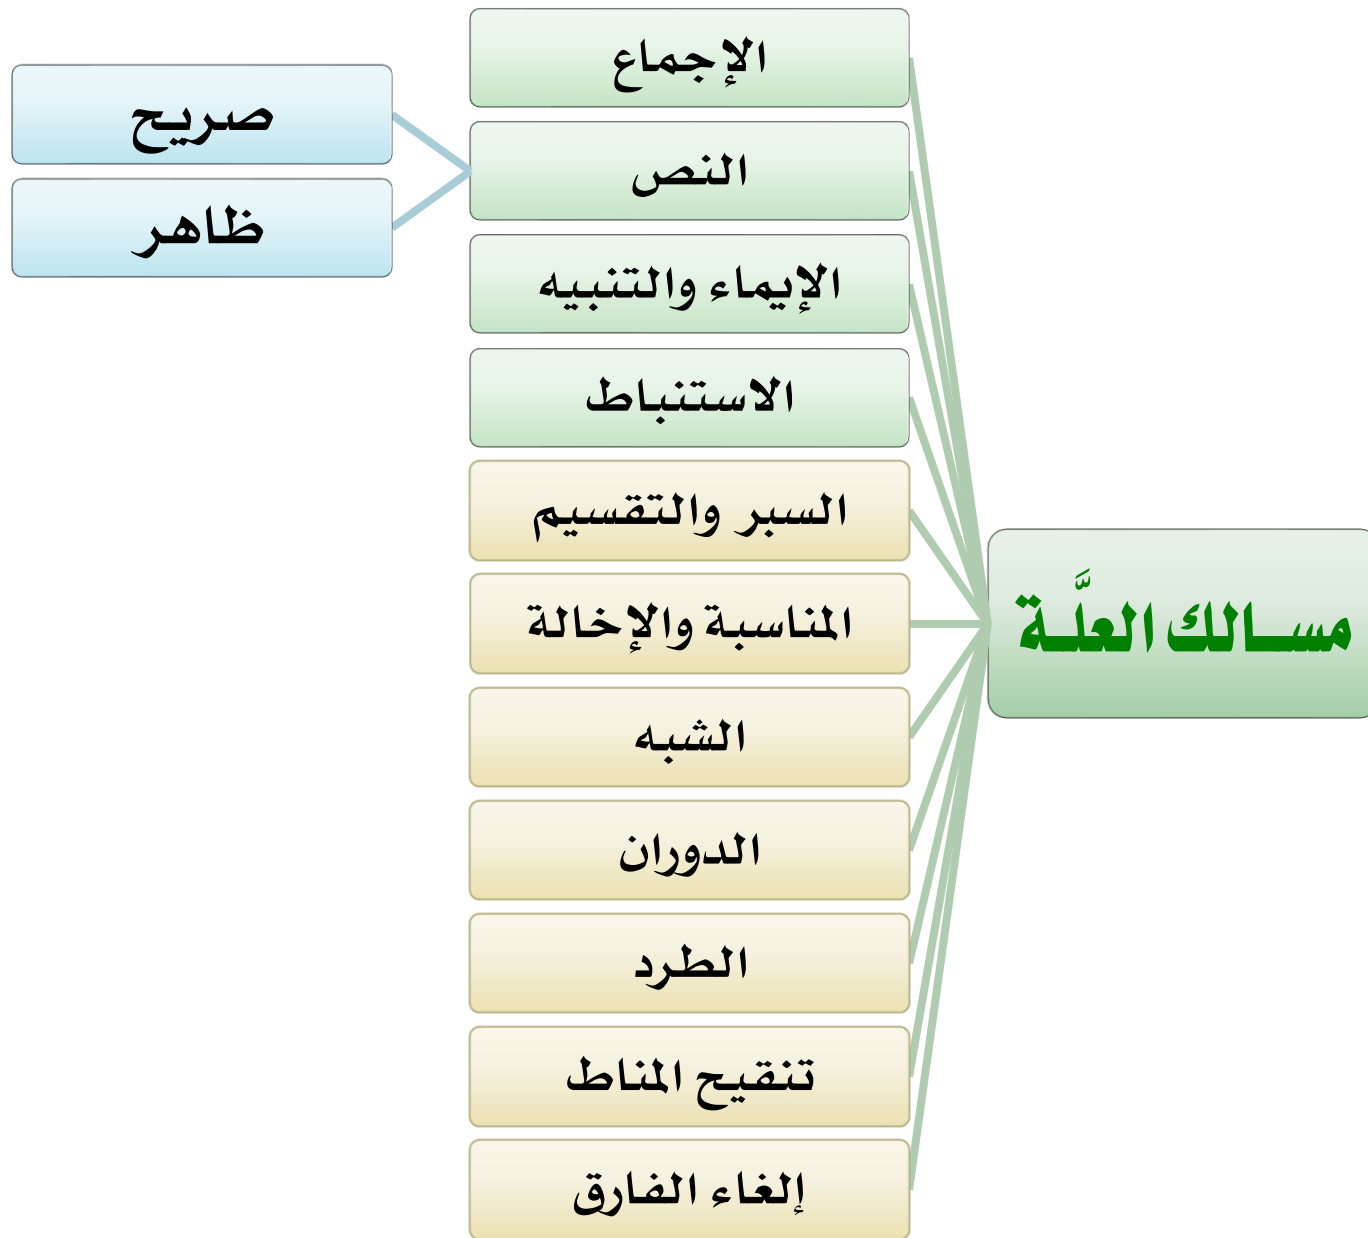 مسالك العلَّة
الإجماع
النص
صريح
ظاهر
الإيماء والتنبيه
الاستنباط
السبر والتقسيم
المناسبة والإخالة
الشبه
الدوران
الطرد
تنقيح المناط
إلغاء الفارق